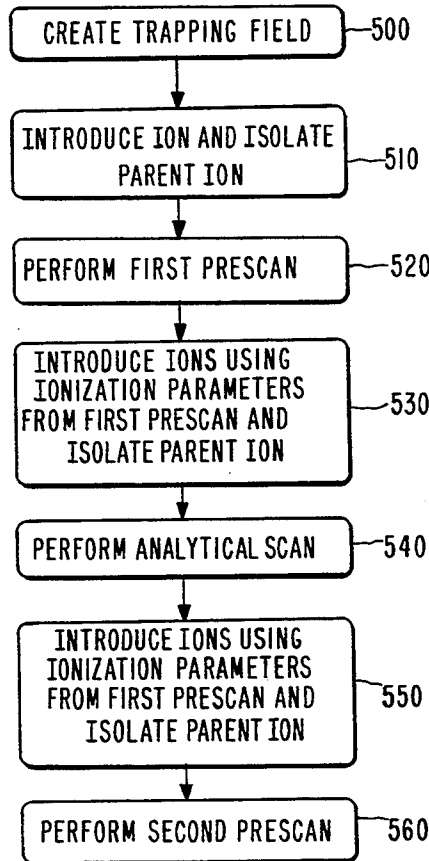 CREATE TRAPPING FIELD
500
INTRODUCE ION AND ISOLATE
PARENT ION
510
PERFORM FIRST PRESCAN
520
INTRODUCE IONS USING
IONIZATION PARAMETERS
FROM FIRST PRESCAN AND
ISOLATE PARENT ION
530
PERFORM ANALYTICAL SCAN
540
INTRODUCE IONS USING
IONIZATION PARAMETERS
FROM FIRST PRESCAN AND
ISOLATE PARENT ION
550
PERFORM SECOND PRESCAN
560